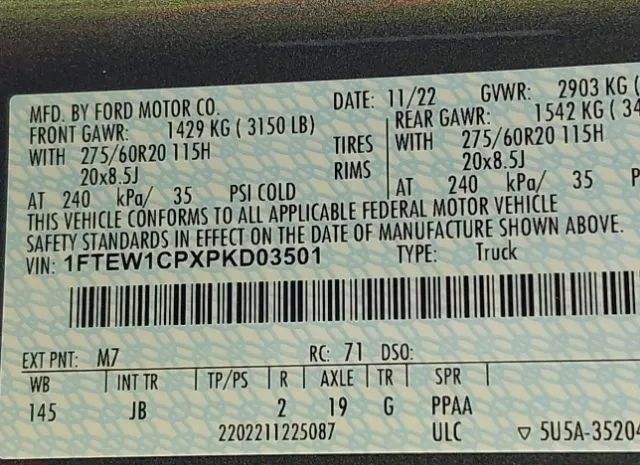 MFD. BY FORD MOTOR CO. DATE: 11/22 GVWR: 2903 KG (
FRONT GAWR: 1429 KG ( 3150 LB) REAR GAWR: 1542 KG ( 34
WITH 275/60R20 115H TIRES WITH 275/60R20 115H
20x8.5J RIMS 20x8.5J
AT 240 kPa/ 35 PSI COLD AT 240 kPa/ 35 PS
THIS VEHICLE CONFORMS TO ALL APPLICABLE FEDERAL MOTOR VEHICLE
SAFETY STANDARDS IN EFFECT ON THE DATE OF MANUFACTURE SHOWN ABOVE.
VIN: 1FTEW1CPXPKD03501 TYPE: Truck
EXT PNT: M7 RC: 71 DSO:
WB INT TR TP/PS R AXLE TR SPR
145 JB 2 19 G PPAA
2202211225087 ULC ▽ 5U5A-35204